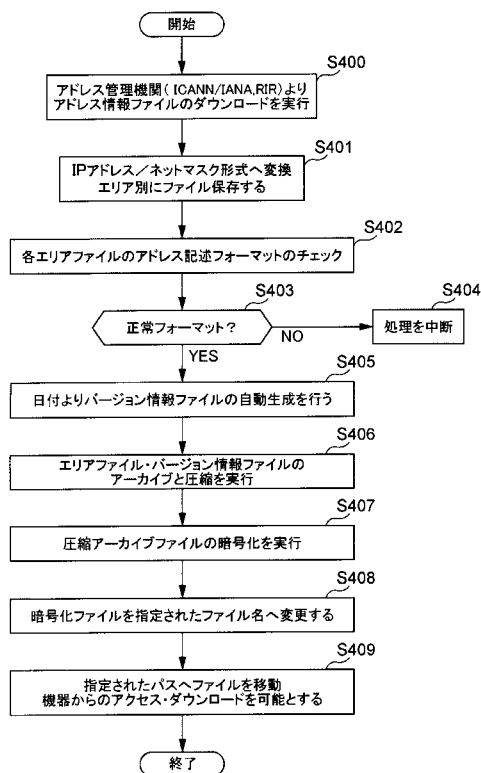 開始
S400
アドレス管理機関( ICANN/IANA,RIR)より
アドレス情報ファイルのダウンロードを実行
S401
IPアドレス／ネットマスク形式へ変換
エリア別にファイル保存する
S402
各エリアファイルのアドレス記述フォーマットのチェック
S403
正常フォーマット？
NO
S404
処理を中断
YES
S405
日付よりバージョン情報ファイルの自動生成を行う
S406
エリアファイル・バージョン情報ファイルの
アーカイブと圧縮を実行
S407
圧縮アーカイブファイルの暗号化を実行
S408
暗号化ファイルを指定されたファイル名へ変更する
S409
指定されたパスへファイルを移動
機器からのアクセス・ダウンロードを可能とする
終了